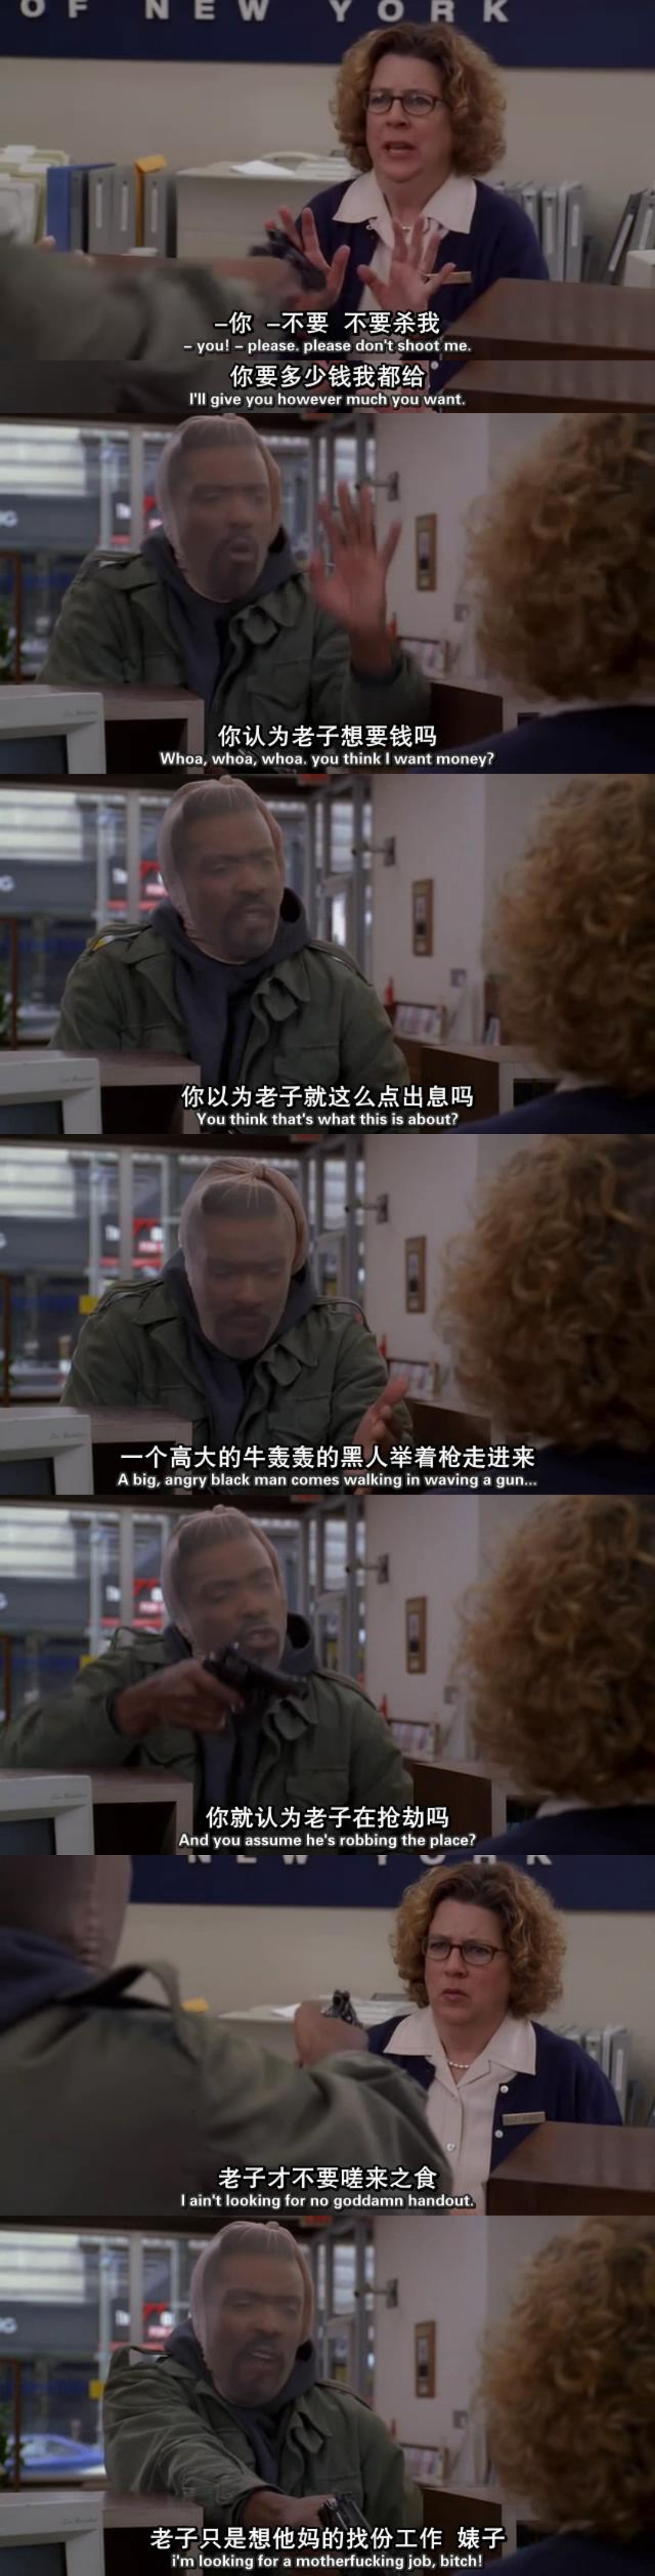 OF NEW YORK
–你 –不要 不要杀我
– you! – please. please don't shoot me.
你要多少钱我都给
I'll give you however much you want.
你认为老子想要钱吗
Whoa, whoa, whoa. you think I want money?
你以为老子就这么点出息吗
You think that's what this is about?
一个高大的牛轰轰的黑人举着枪走进来
A big, angry black man comes walking in waving a gun...
你就认为老子在抢劫吗
And you assume he's robbing the place?
NEW YORK
老子才不要嗟来之食
I ain't looking for no goddamn handout.
老子只是想他妈的找份工作 婊子
i'm looking for a motherfucking job, bitch!